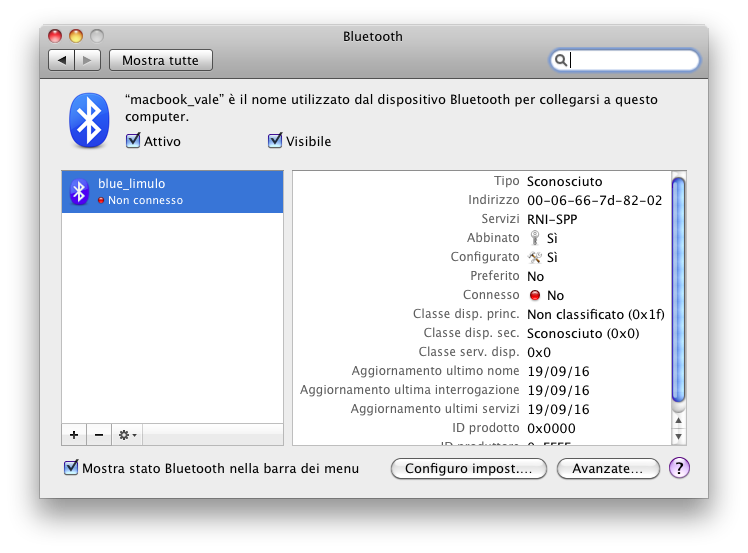 Bluetooth
Mostra tutte
“macbook_vale” è il nome utilizzato dal dispositivo Bluetooth per collegarsi a questo
computer.
Attivo Visibile
blue_limulo
Non connesso
Tipo Sconosciuto
Indirizzo 00-06-66-7d-82-02
Servizi RNI-SPP
Abbinato Sì
Configurato Sì
Preferito No
Connesso No
Classe disp. princ. Non classificato (0x1f)
Classe disp. sec. Sconosciuto (0x0)
Classe serv. disp. 0x0
Aggiornamento ultimo nome 19/09/16
Aggiornamento ultima interrogazione 19/09/16
Aggiornamento ultimi servizi 19/09/16
ID prodotto 0x0000
ID produttore 0xFFFF
Mostra stato Bluetooth nella barra dei menu
Configuro impost.... Avanzate... ?